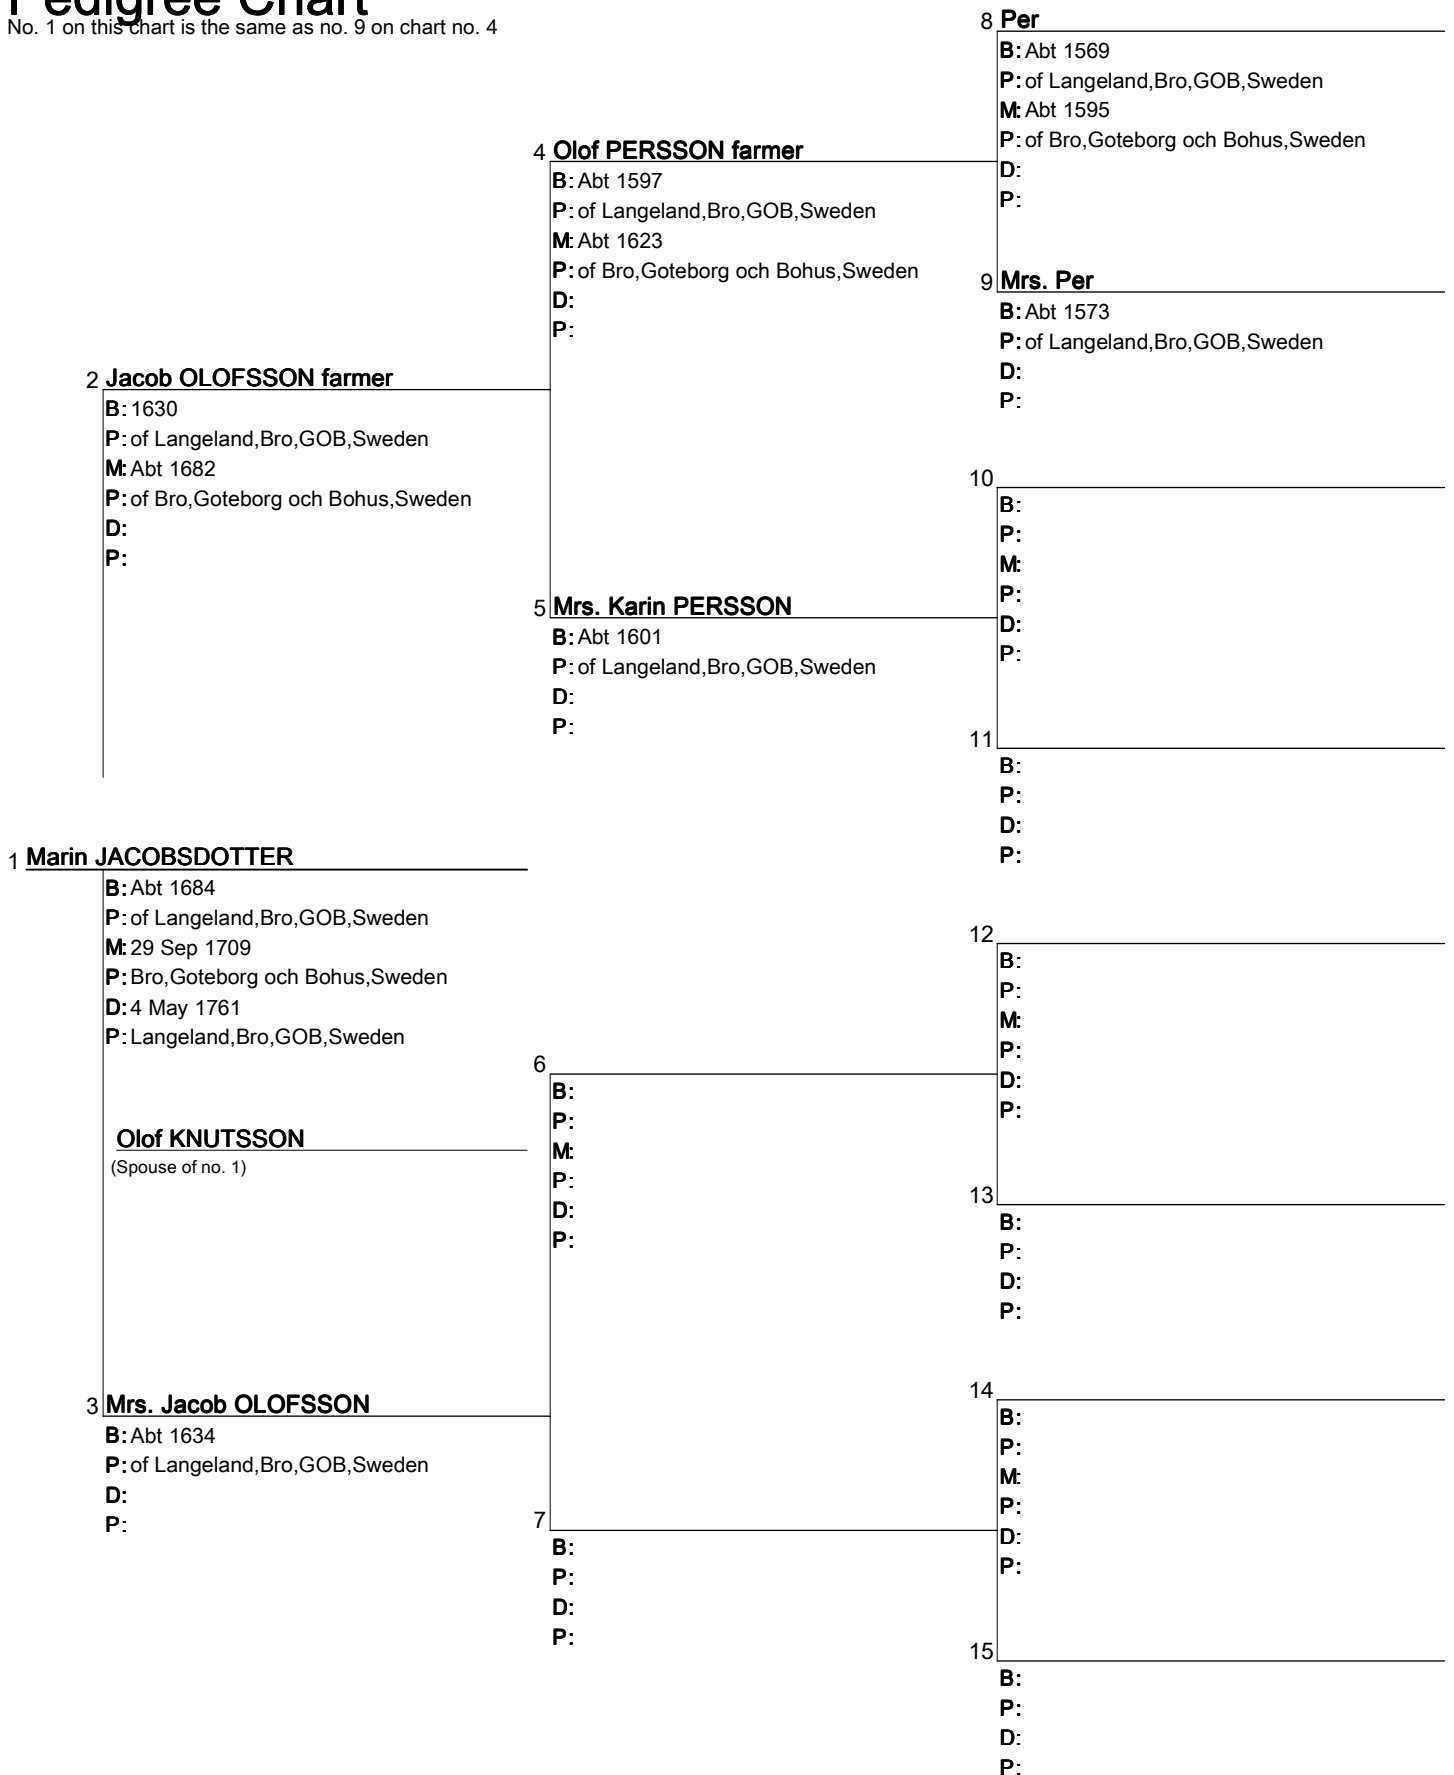 Pedigree Chart
No. 1 on this chart is the same as no. 9 on chart no. 4
8 Per
B: Abt 1569
P: of Langeland,Bro,GOB,Sweden
M: Abt 1595
P: of Bro,Goteborg och Bohus,Sweden
D:
P:
4 Olof PERSSON farmer
B: Abt 1597
P: of Langeland,Bro,GOB,Sweden
M: Abt 1623
P: of Bro,Goteborg och Bohus,Sweden
D:
P:
9 Mrs. Per
B: Abt 1573
P: of Langeland,Bro,GOB,Sweden
D:
P:
2 Jacob OLOFSSON farmer
B: 1630
P: of Langeland,Bro,GOB,Sweden
M: Abt 1682
P: of Bro,Goteborg och Bohus,Sweden
D:
P:
10
B:
P:
M:
P:
D:
P:
5 Mrs. Karin PERSSON
B: Abt 1601
P: of Langeland,Bro,GOB,Sweden
D:
P:
11
B:
P:
D:
P:
1 Marin JACOBSDOTTER
B: Abt 1684
P: of Langeland,Bro,GOB,Sweden
M: 29 Sep 1709
P: Bro,Goteborg och Bohus,Sweden
D: 4 May 1761
P: Langeland,Bro,GOB,Sweden
Olof KNUTSSON
(Spouse of no. 1)
12
B:
P:
M:
P:
D:
P:
6
B:
P:
M:
P:
D:
P:
13
B:
P:
D:
P:
3 Mrs. Jacob OLOFSSON
B: Abt 1634
P: of Langeland,Bro,GOB,Sweden
D:
P:
14
B:
P:
M:
P:
D:
P:
7
B:
P:
D:
P:
15
B:
P:
D:
P: